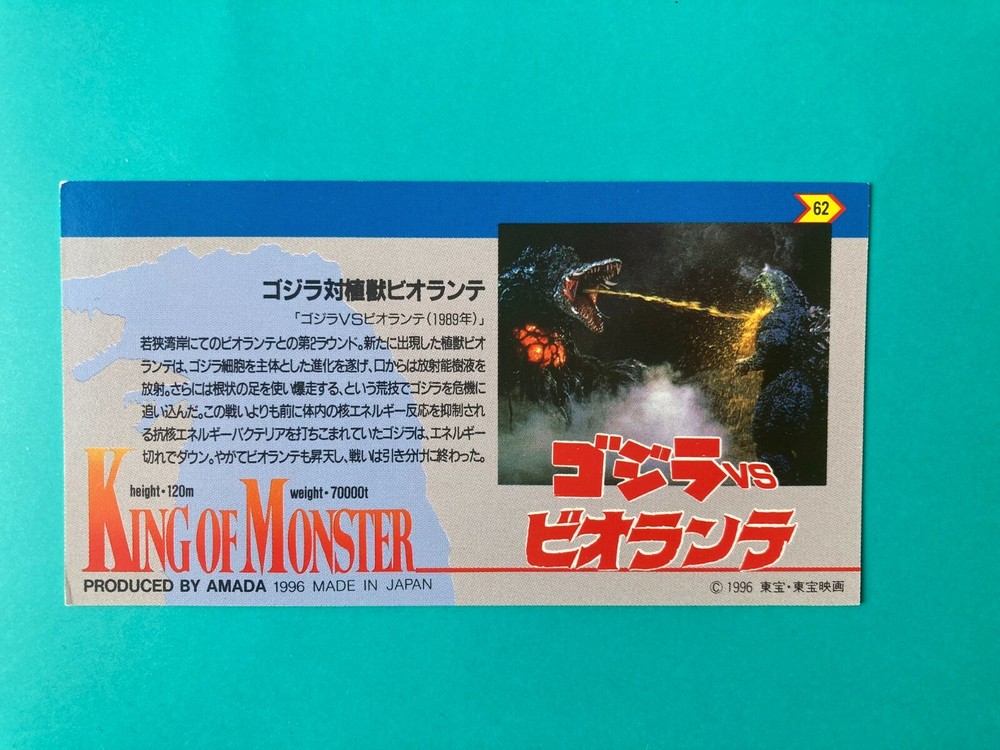 62
ゴジラ対植獣ビオランテ
「ゴジラVSビオランテ(1989年)」
若狭湾岸にてのビオランテとの第2ラウンド。新たに出現した植獣ビオ
ランテは、ゴジラ細胞を主体とした進化を遂げ、口からは放射能樹液を
放射。さらには根状の足を使い爆走する、という荒技でゴジラを危機に
追い込んだ。この戦いよりも前に体内の核エネルギー反応を抑制され
る抗核エネルギーバクテリアを打ちこまれていたゴジラは、エネルギー
切れでダウン。やがてビオランテも昇天し、戦いは引き分けに終わった。
height・120m weight・70000t
KING OF MONSTER
PRODUCED BY AMADA 1996 MADE IN JAPAN
ゴジラVS
ビオランテ
© 1996 東宝・東宝映画